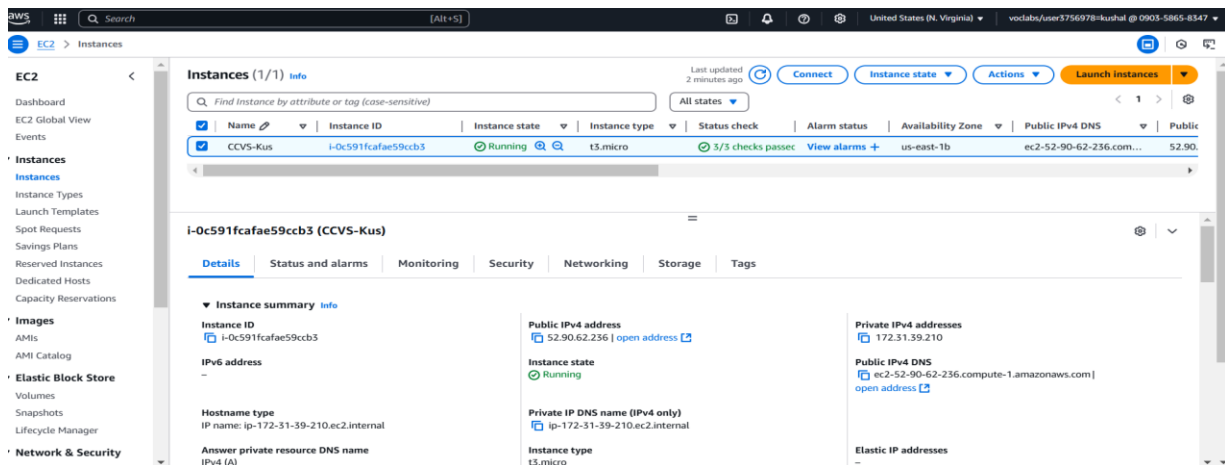 aws
Search
[Alt+S]
United States (N. Virginia)
voclabs/user3756978=kushal @ 0903-5865-8347
EC2 > Instances
EC2
Dashboard
EC2 Global View
Events
Instances
Instances
Instance Types
Launch Templates
Spot Requests
Savings Plans
Reserved Instances
Dedicated Hosts
Capacity Reservations
Images
AMIs
AMI Catalog
Elastic Block Store
Volumes
Snapshots
Lifecycle Manager
Network & Security
Instances (1/1) Info
Last updated
2 minutes ago
Connect
Instance state
Actions
Launch instances
Find Instance by attribute or tag (case-sensitive)
All states
1
Name Instance ID Instance state Instance type Status check Alarm status Availability Zone Public IPv4 DNS Public
CCVS-Kus i-0c591fcafae59ccb3 Running t3.micro 3/3 checks passec View alarms + us-east-1b ec2-52-90-62-236.com... 52.90.
i-0c591fcafae59ccb3 (CCVS-Kus)
Details Status and alarms Monitoring Security Networking Storage Tags
Instance summary Info
Instance ID
i-0c591fcafae59ccb3
Public IPv4 address
52.90.62.236 | open address
Private IPv4 addresses
172.31.39.210
IPv6 address
–
Instance state
Running
Public IPv4 DNS
ec2-52-90-62-236.compute-1.amazonaws.com |
open address
Hostname type
IP name: ip-172-31-39-210.ec2.internal
Private IP DNS name (IPv4 only)
ip-172-31-39-210.ec2.internal
Answer private resource DNS name
IPv4 (A)
Instance type
t3.micro
Elastic IP addresses
–